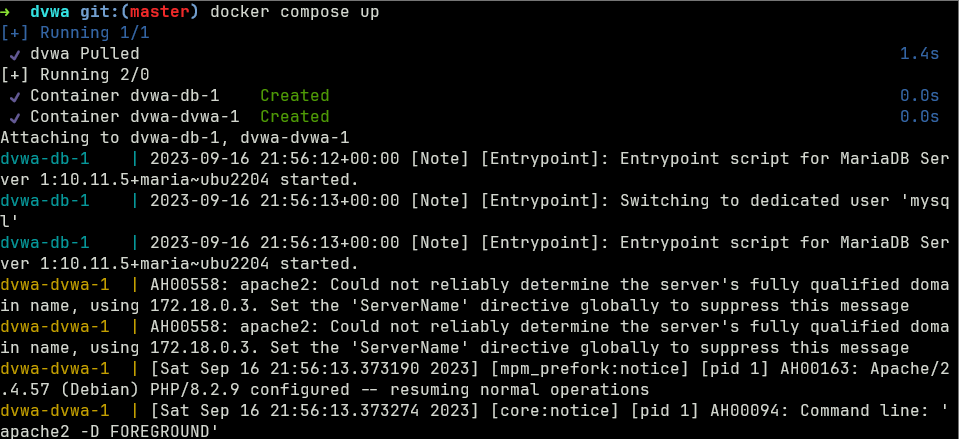 → dvwa git:(master) docker compose up
[+] Running 1/1
✔ dvwa Pulled 1.4s
[+] Running 2/0
✔ Container dvwa-db-1 Created 0.0s
✔ Container dvwa-dvwa-1 Created 0.0s
Attaching to dvwa-db-1, dvwa-dvwa-1
dvwa-db-1 | 2023-09-16 21:56:12+00:00 [Note] [Entrypoint]: Entrypoint script for MariaDB Ser
ver 1:10.11.5+maria~ubu2204 started.
dvwa-db-1 | 2023-09-16 21:56:13+00:00 [Note] [Entrypoint]: Switching to dedicated user 'mysq
l'
dvwa-db-1 | 2023-09-16 21:56:13+00:00 [Note] [Entrypoint]: Entrypoint script for MariaDB Ser
ver 1:10.11.5+maria~ubu2204 started.
dvwa-dvwa-1 | AH00558: apache2: Could not reliably determine the server's fully qualified doma
in name, using 172.18.0.3. Set the 'ServerName' directive globally to suppress this message
dvwa-dvwa-1 | AH00558: apache2: Could not reliably determine the server's fully qualified doma
in name, using 172.18.0.3. Set the 'ServerName' directive globally to suppress this message
dvwa-dvwa-1 | [Sat Sep 16 21:56:13.373190 2023] [mpm_prefork:notice] [pid 1] AH00163: Apache/2
.4.57 (Debian) PHP/8.2.9 configured -- resuming normal operations
dvwa-dvwa-1 | [Sat Sep 16 21:56:13.373274 2023] [core:notice] [pid 1] AH00094: Command line: '
apache2 -D FOREGROUND'